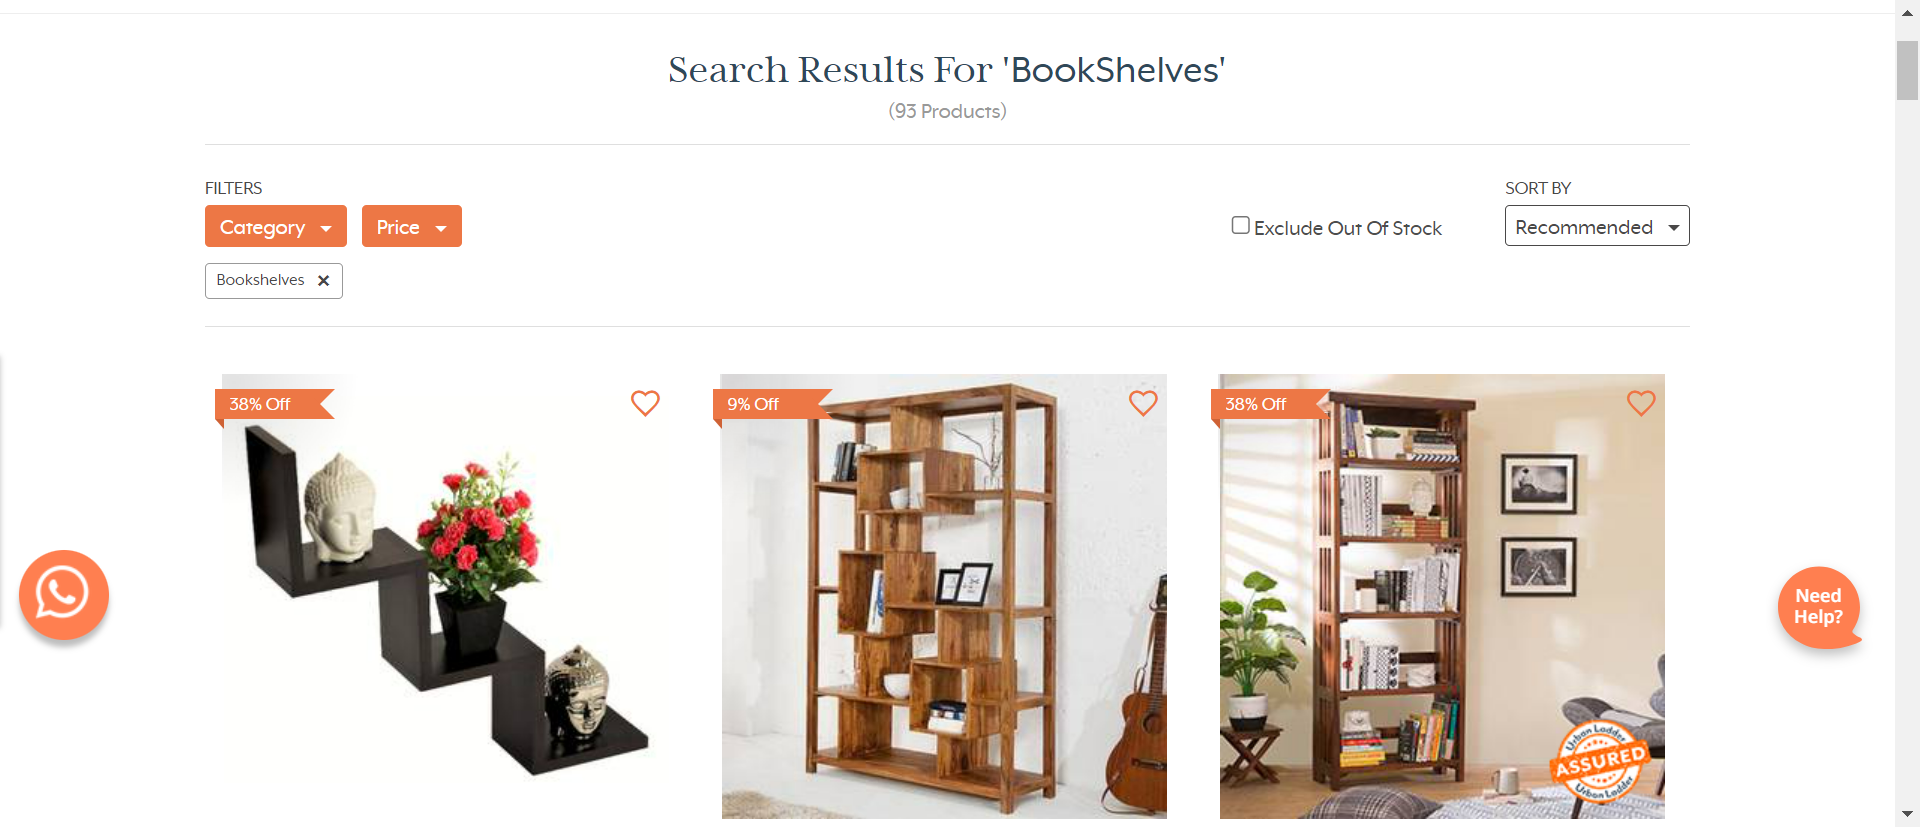 Search Results For 'BookShelves'
(93 Products)
FILTERS
SORT BY
Category
Price
Exclude Out Of Stock
Recommended
Bookshelves ✕
38% Off
9% Off
38% Off
Need
Help?
Urban Ladder
ASSURED
Urban Ladder